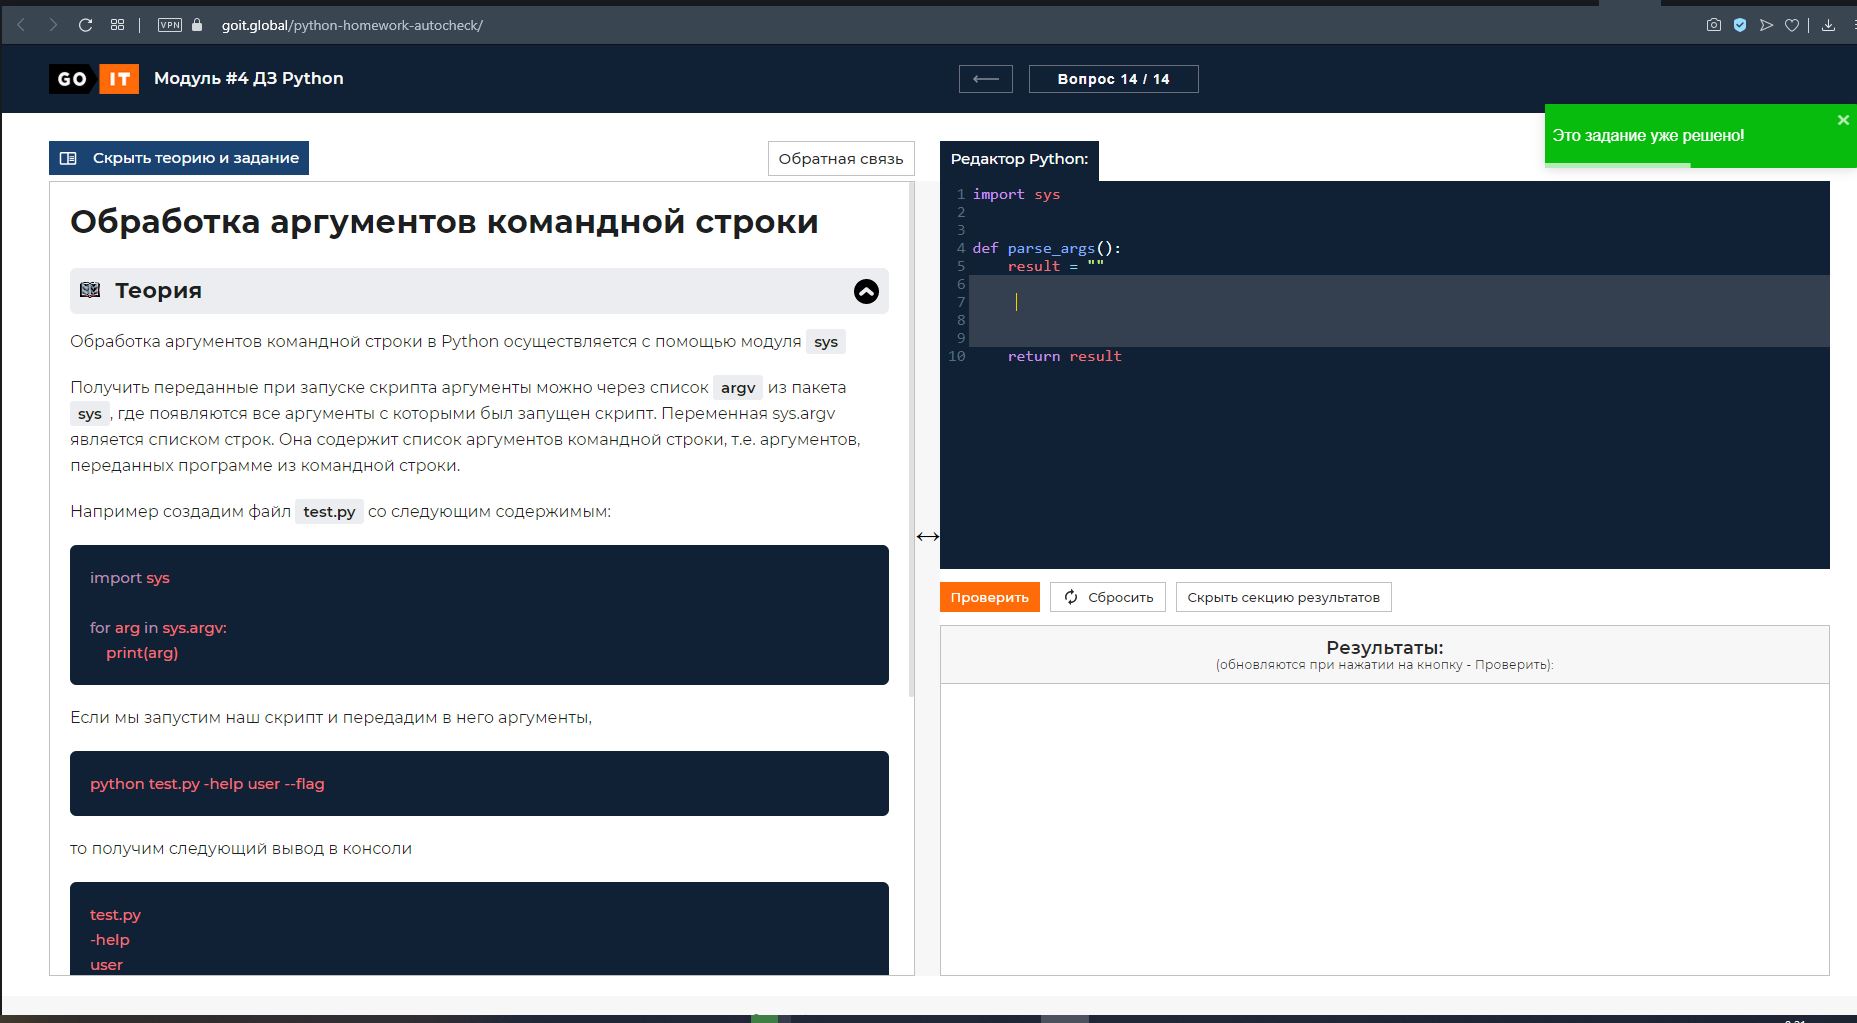 VPN goit.global/python-homework-autocheck/
GO IT Модуль #4 ДЗ Python
Вопрос 14 / 14
Это задание уже решено!
Скрыть теорию и задание
Обратная связь
Обработка аргументов командной строки
Теория
Обработка аргументов командной строки в Python осуществляется с помощью модуля sys
Получить переданные при запуске скрипта аргументы можно через список argv из пакета
sys, где появляются все аргументы с которыми был запущен скрипт. Переменная sys.argv
является списком строк. Она содержит список аргументов командной строки, т.е. аргументов,
переданных программе из командной строки.
Например создадим файл test.py со следующим содержимым:
import sys
for arg in sys.argv:
print(arg)
Если мы запустим наш скрипт и передадим в него аргументы,
python test.py -help user --flag
то получим следующий вывод в консоли
test.py
-help
user
Редактор Python:
1 import sys
2
3
4 def parse_args():
5 result = ""
6
7
8
9
10 return result
Проверить
Сбросить
Скрыть секцию результатов
Результаты:
(обновляются при нажатии на кнопку - Проверить):